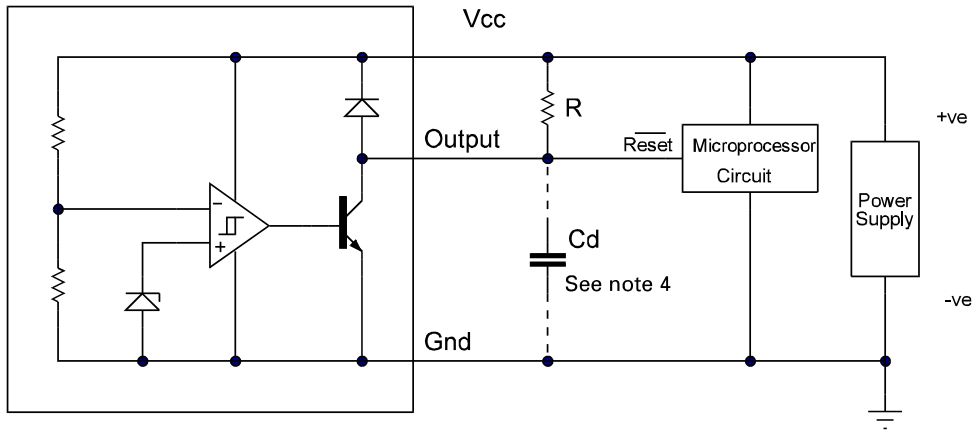 Vcc
R
+ve
Output
Reset
Microprocessor
Circuit
Power
Supply
−
+
Cd
See note 4
-ve
Gnd